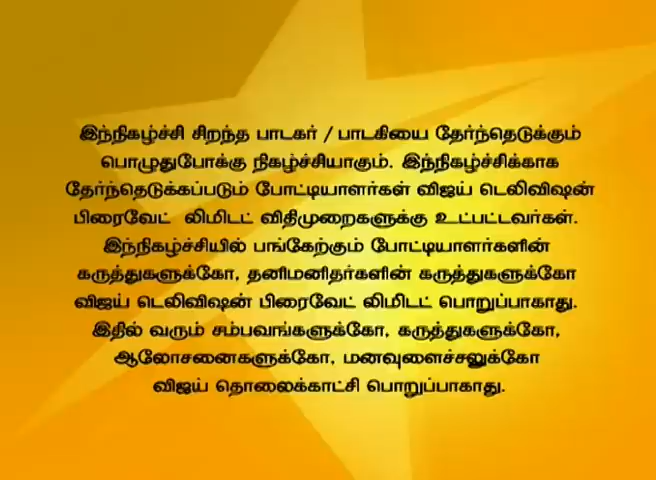 இந்நிகழ்ச்சி சிறந்த பாடகர் / பாடகியை தேர்ந்தெடுக்கும்
பொழுதுபோக்கு நிகழ்ச்சியாகும். இந்நிகழ்ச்சிக்காக
தேர்ந்தெடுக்கப்படும் போட்டியாளர்கள் விஜய் டெலிவிஷன்
பிரைவேட் லிமிடட் விதிமுறைகளுக்கு உட்பட்டவர்கள்.
இந்நிகழ்ச்சியில் பங்கேற்கும் போட்டியாளர்களின்
கருத்துகளுக்கோ, தனிமனிதர்களின் கருத்துகளுக்கோ
விஜய் டெலிவிஷன் பிரைவேட் லிமிடட் பொறுப்பாகாது.
இதில் வரும் சம்பவங்களுக்கோ, கருத்துகளுக்கோ,
ஆலோசனைகளுக்கோ, மனவுளைச்சலுக்கோ
விஜய் தொலைக்காட்சி பொறுப்பாகாது.